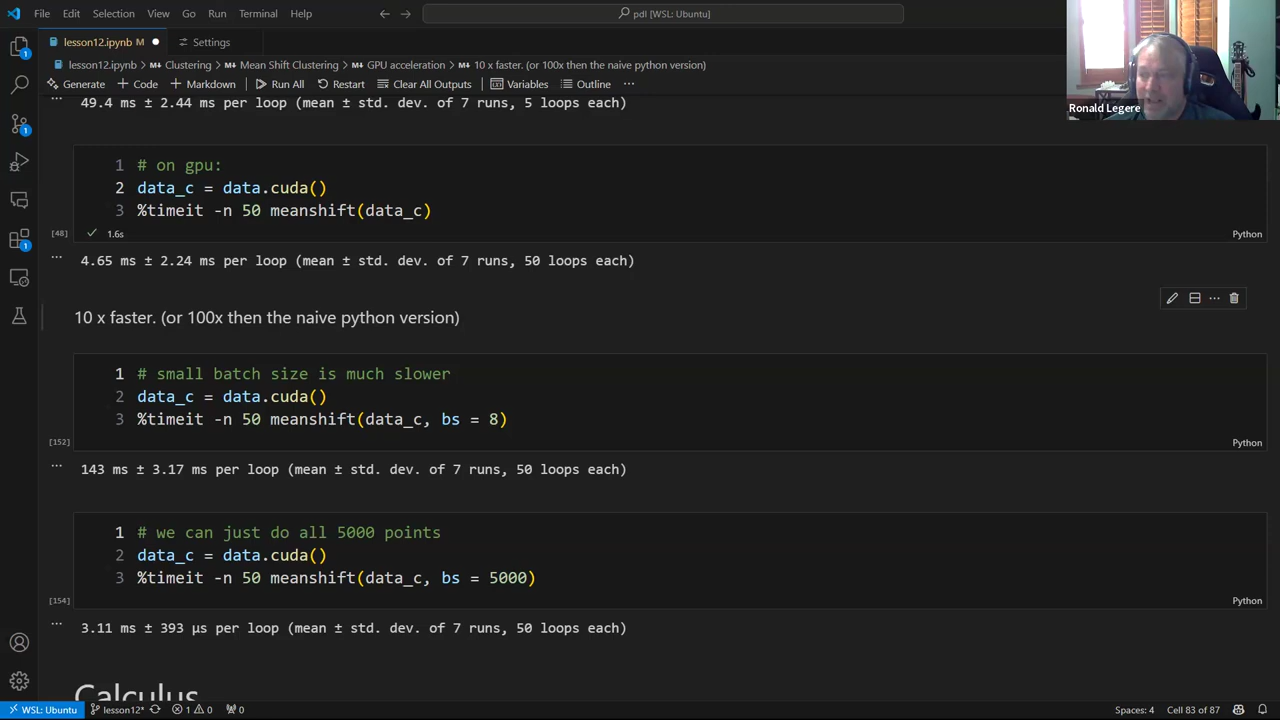 File Edit Selection View Go Run Terminal Help
pdl [WSL: Ubuntu]
lesson12.ipynb M
Settings
lesson12.ipynb > Clustering > Mean Shift Clustering > GPU acceleration > 10 x faster. (or 100x then the naive python version)
Generate + Code + Markdown Run All Restart Clear All Outputs Variables Outline ...
Ronald Legere
49.4 ms ± 2.44 ms per loop (mean ± std. dev. of 7 runs, 5 loops each)
1 # on gpu:
2 data_c = data.cuda()
3 %timeit -n 50 meanshift(data_c)
[48] 1.6s Python
4.65 ms ± 2.24 ms per loop (mean ± std. dev. of 7 runs, 50 loops each)
10 x faster. (or 100x then the naive python version)
1 # small batch size is much slower
2 data_c = data.cuda()
3 %timeit -n 50 meanshift(data_c, bs = 8)
[152] Python
143 ms ± 3.17 ms per loop (mean ± std. dev. of 7 runs, 50 loops each)
1 # we can just do all 5000 points
2 data_c = data.cuda()
3 %timeit -n 50 meanshift(data_c, bs = 5000)
[154] Python
3.11 ms ± 393 µs per loop (mean ± std. dev. of 7 runs, 50 loops each)
Calculus
WSL: Ubuntu lesson12* 1 0 0 Spaces: 4 Cell 83 of 87